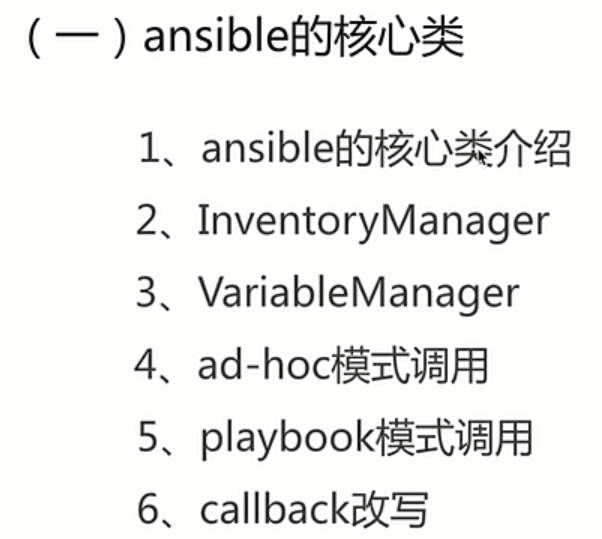 （一）ansible的核心类
1、ansible的核心类介绍
2、InventoryManager
3、VariableManager
4、ad-hoc模式调用
5、playbook模式调用
6、callback改写